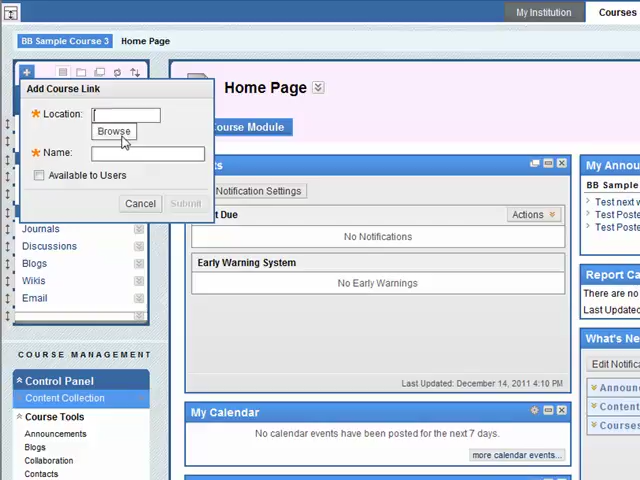 My Institution
Courses
BB Sample Course 3
Home Page
Add Course Link
Location:
Browse
Name:
Available to Users
Cancel
Submit
Journals
Discussions
Blogs
Wikis
Email
COURSE MANAGEMENT
Control Panel
Content Collection
Course Tools
Announcements
Blogs
Collaboration
Contacts
Home Page
Course Module
Notification Settings
Due
Actions
No Notifications
Early Warning System
No Early Warnings
Last Updated: December 14, 2011 4:10 PM
My Calendar
No calendar events have been posted for the next 7 days.
more calendar events...
My Annou
BB Sample
Test next w
Test Poste
Test Poste
Report Ca
There are no
Last Updated:
What's Ne
Edit Notifica
Announ
Conten
Courses